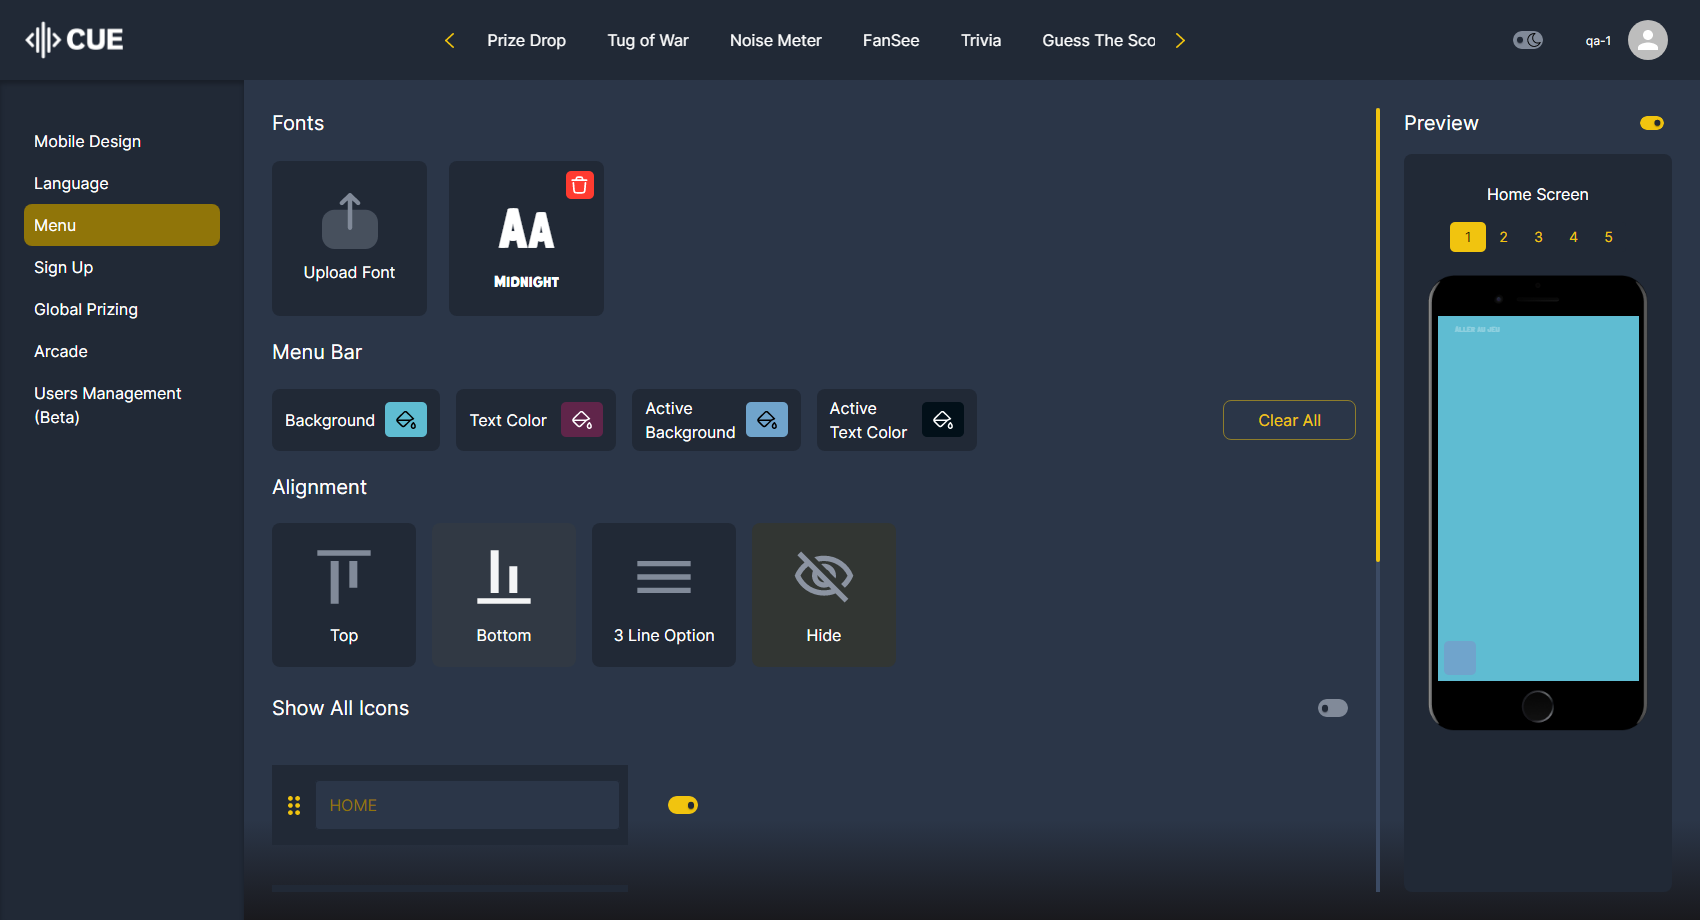 CUE
Prize Drop
Tug of War
Noise Meter
FanSee
Trivia
Guess The Sco
qa-1
Mobile Design
Language
Menu
Sign Up
Global Prizing
Arcade
Users Management
(Beta)
Fonts
Upload Font
AA
MIDNIGHT
Menu Bar
Background
Text Color
Active
Background
Active
Text Color
Clear All
Alignment
Top
Bottom
3 Line Option
Hide
Show All Icons
HOME
Preview
Home Screen
1 2 3 4 5